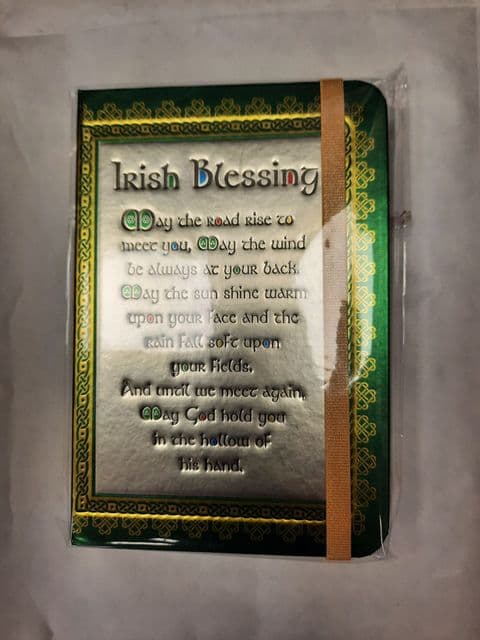 Irish Blessing
May the road rise to
meet you, May the wind
be always at your back.
May the sun shine warm
upon your face and the
rain fall soft upon
your fields.
And until we meet again,
May God hold you
in the hollow of
his hand.